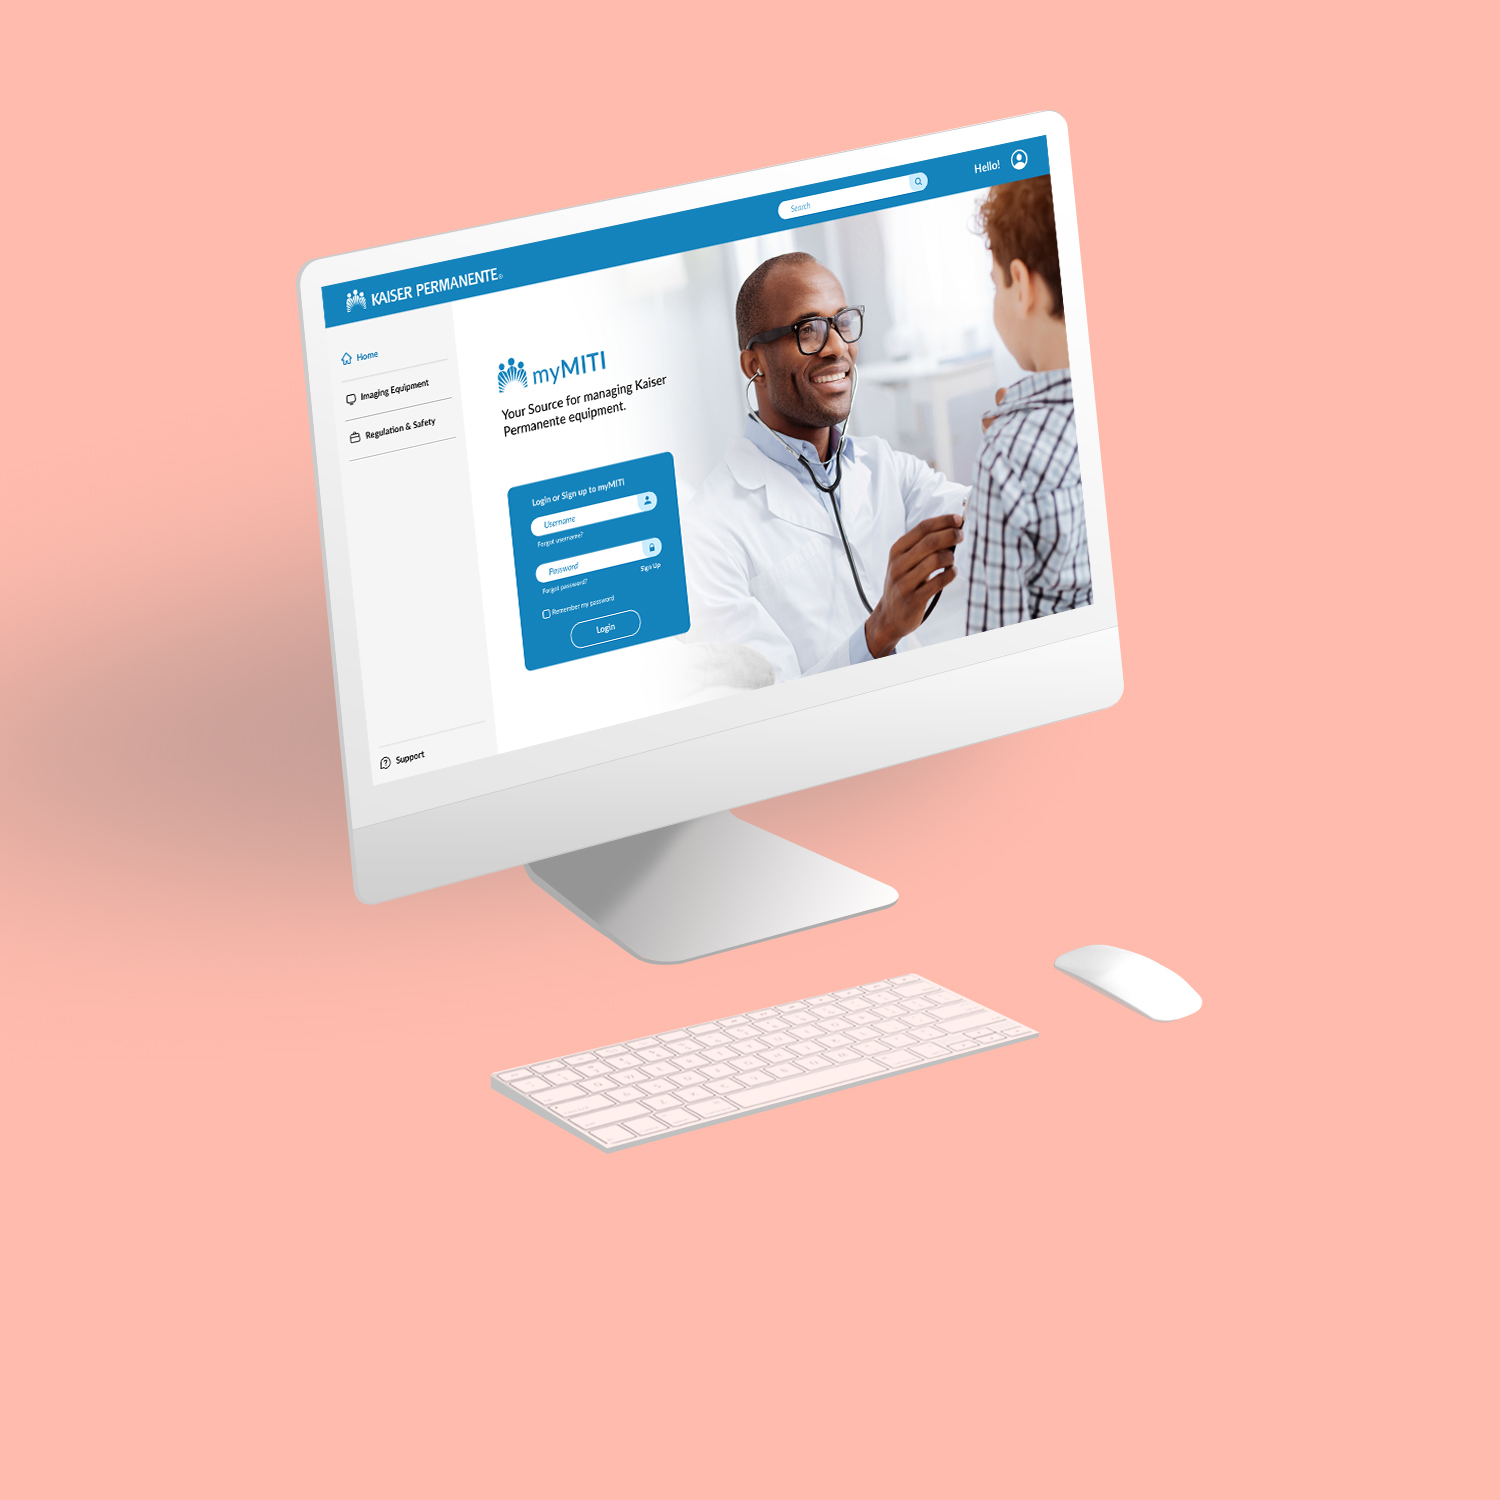 KAISER PERMANENTE®
Search
Hello!
Home
Imaging Equipment
Regulation & Safety
Support
myMITI
Your Source for managing Kaiser
Permanente equipment.
Login or Sign up to myMITI
Username
Forgot username?
Password
Forgot password?
Sign Up
Remember my password
Login